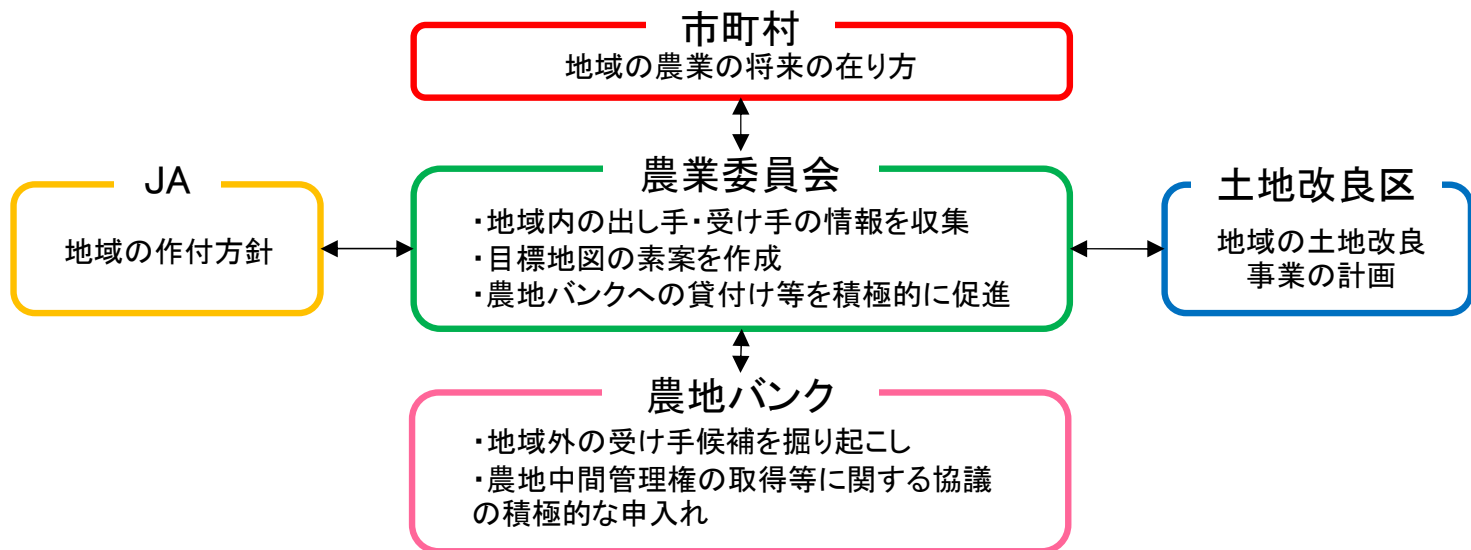 市町村
地域の農業の将来の在り方
JA
地域の作付方針
農業委員会
・地域内の出し手・受け手の情報を収集
・目標地図の素案を作成
・農地バンクへの貸付け等を積極的に促進
土地改良区
地域の土地改良
事業の計画
農地バンク
・地域外の受け手候補を掘り起こし
・農地中間管理権の取得等に関する協議
の積極的な申入れ